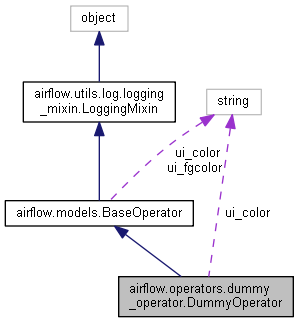 object
airflow.utils.log.logging
_mixin.LoggingMixin
string
ui_color
ui_fgcolor
airflow.models.BaseOperator
ui_color
airflow.operators.dummy
_operator.DummyOperator